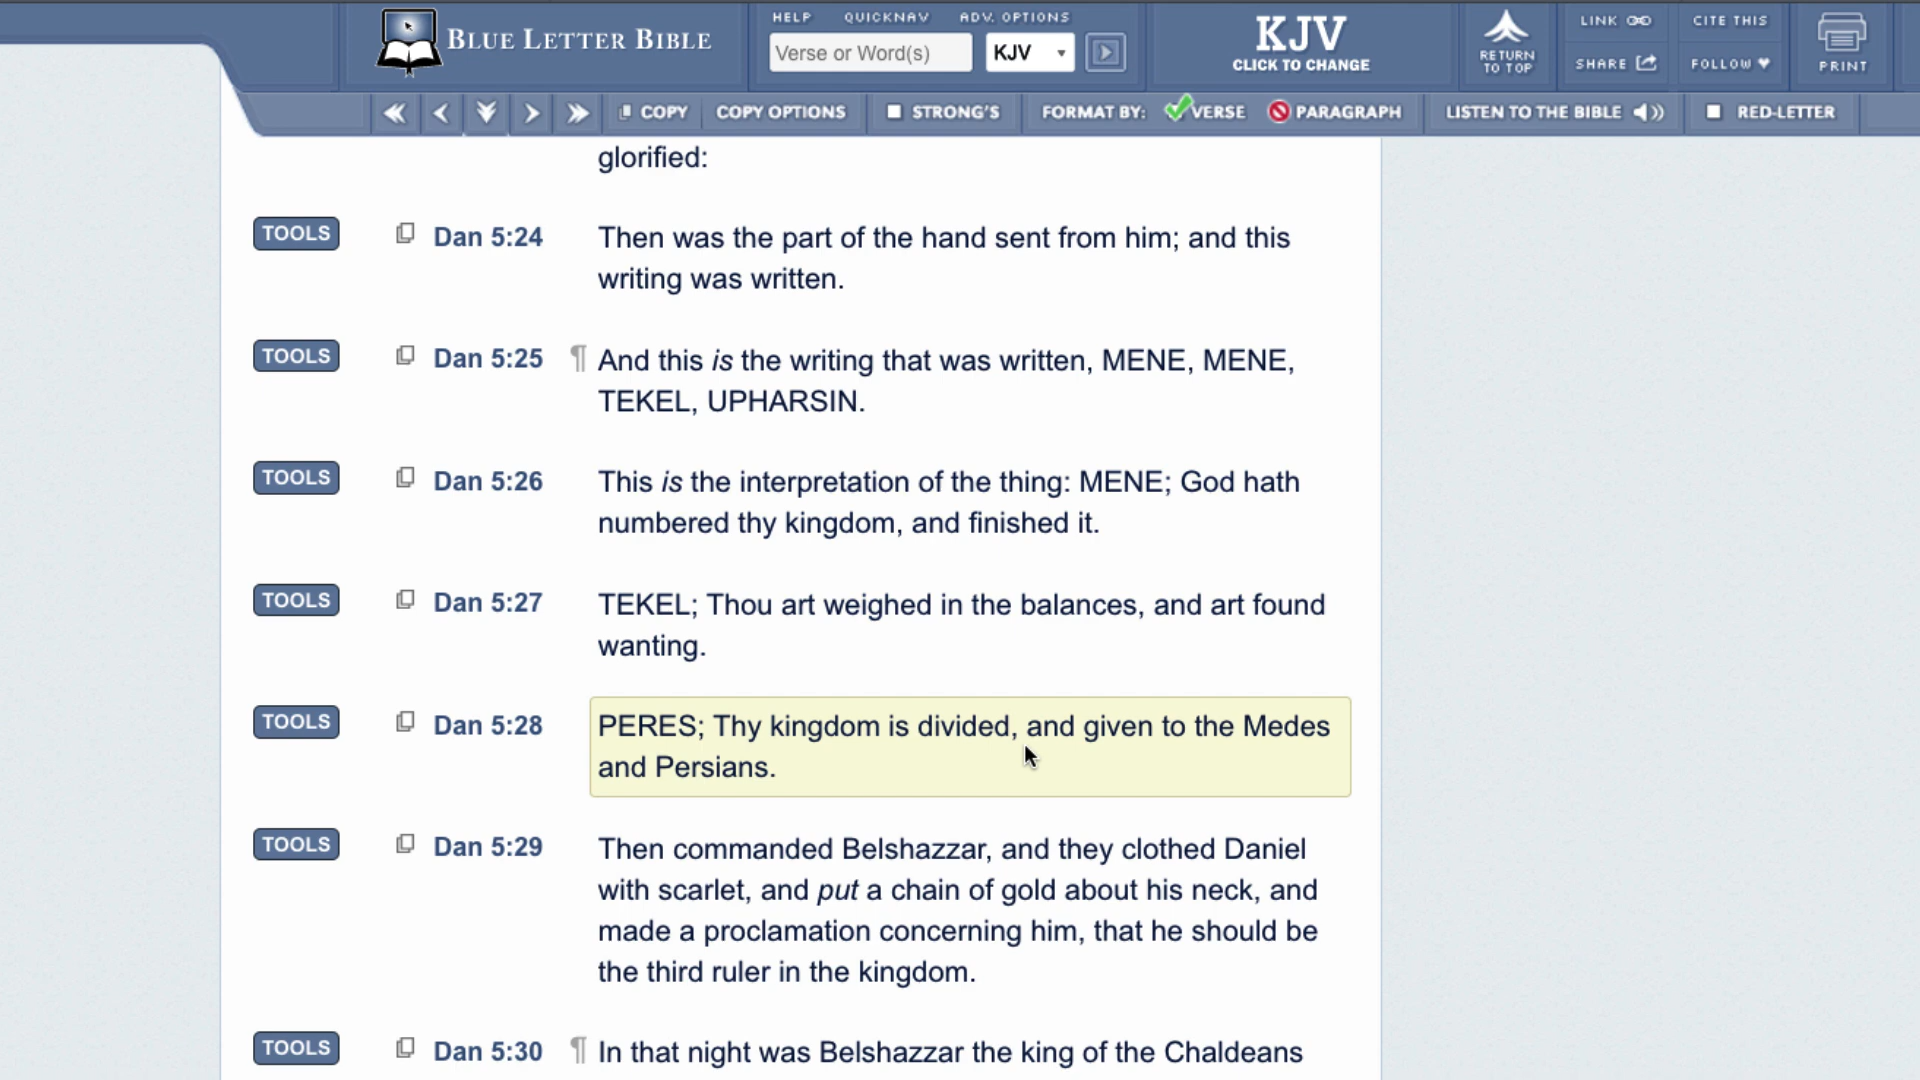 HELP QUICKNAV ADV. OPTIONS
BLUE LETTER BIBLE
Verse or Word(s)
KJV
KJV
CLICK TO CHANGE
RETURN
TO TOP
LINK
SHARE
CITE THIS
FOLLOW
PRINT
COPY COPY OPTIONS STRONG'S FORMAT BY: VERSE PARAGRAPH LISTEN TO THE BIBLE RED-LETTER
glorified:
TOOLS Dan 5:24 Then was the part of the hand sent from him; and this
writing was written.
TOOLS Dan 5:25 ¶ And this is the writing that was written, MENE, MENE,
TEKEL, UPHARSIN.
TOOLS Dan 5:26 This is the interpretation of the thing: MENE; God hath
numbered thy kingdom, and finished it.
TOOLS Dan 5:27 TEKEL; Thou art weighed in the balances, and art found
wanting.
TOOLS Dan 5:28 PERES; Thy kingdom is divided, and given to the Medes
and Persians.
TOOLS Dan 5:29 Then commanded Belshazzar, and they clothed Daniel
with scarlet, and put a chain of gold about his neck, and
made a proclamation concerning him, that he should be
the third ruler in the kingdom.
TOOLS Dan 5:30 ¶ In that night was Belshazzar the king of the Chaldeans